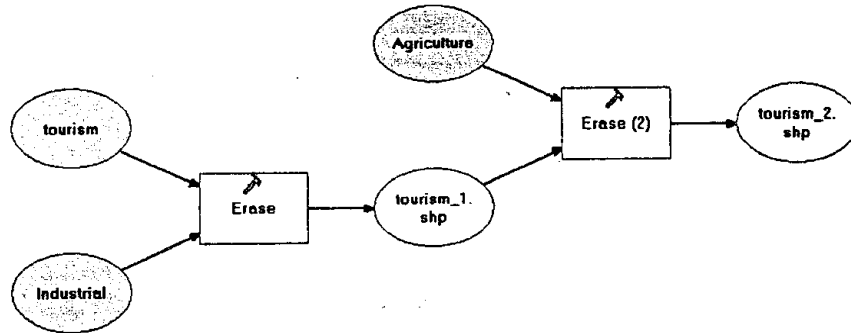 Agriculture
Erase (2)
tourism_2.
shp
tourism
Erase
tourism_1.
shp
Industrial